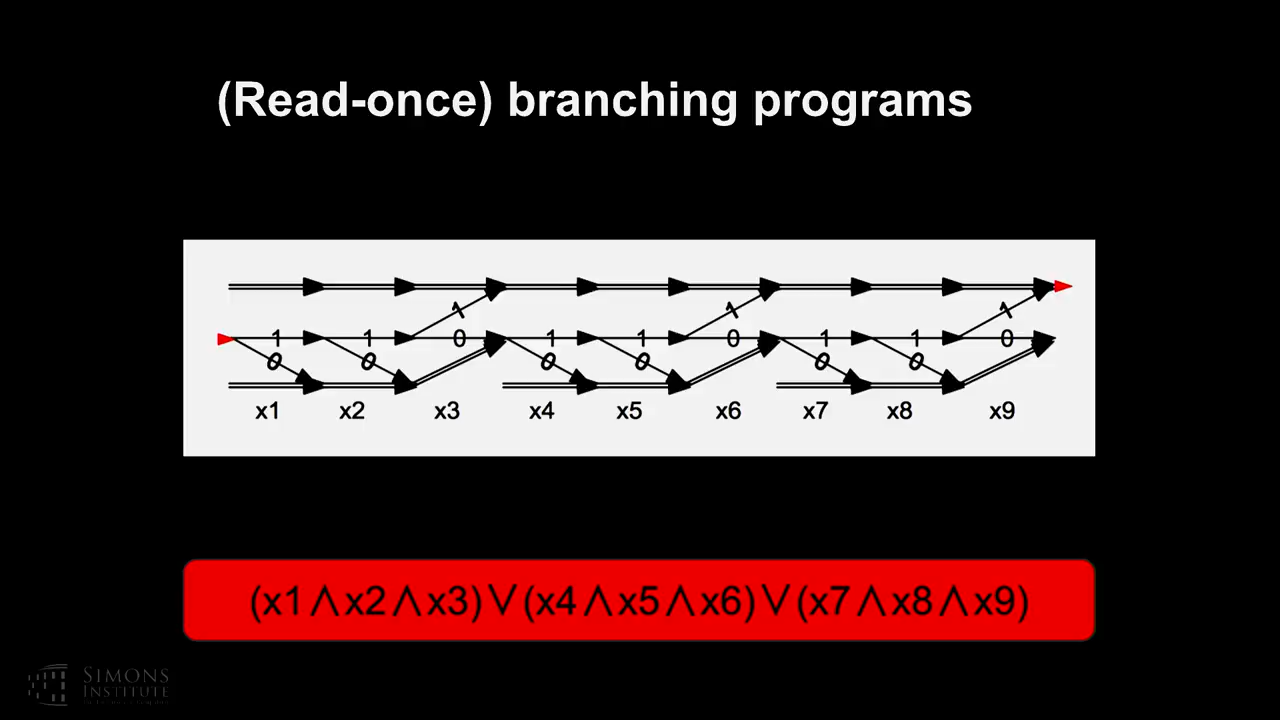 (Read-once) branching programs
1 1 1
1 1 0 1 1 0 1 1 0
0 0 0 0 0 0
x1 x2 x3 x4 x5 x6 x7 x8 x9
(x1∧x2∧x3)∨(x4∧x5∧x6)∨(x7∧x8∧x9)
SIMONS
INSTITUTE